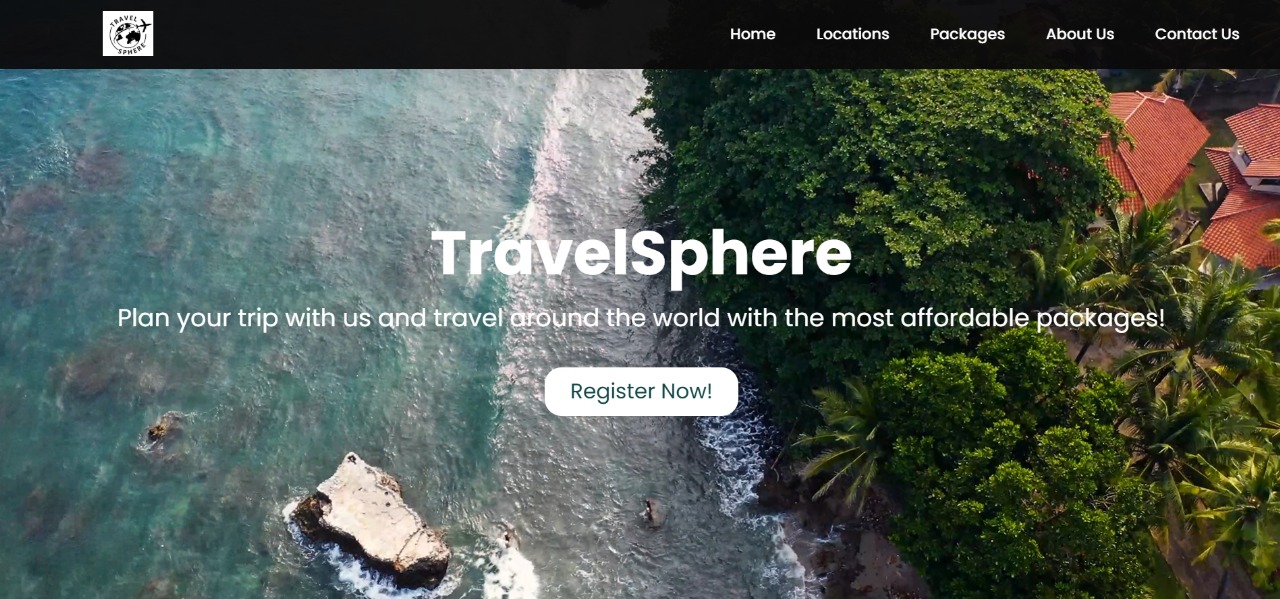 TRAVEL
SPHERE
Home Locations Packages About Us Contact Us
TravelSphere
Plan your trip with us and travel around the world with the most affordable packages!
Register Now!